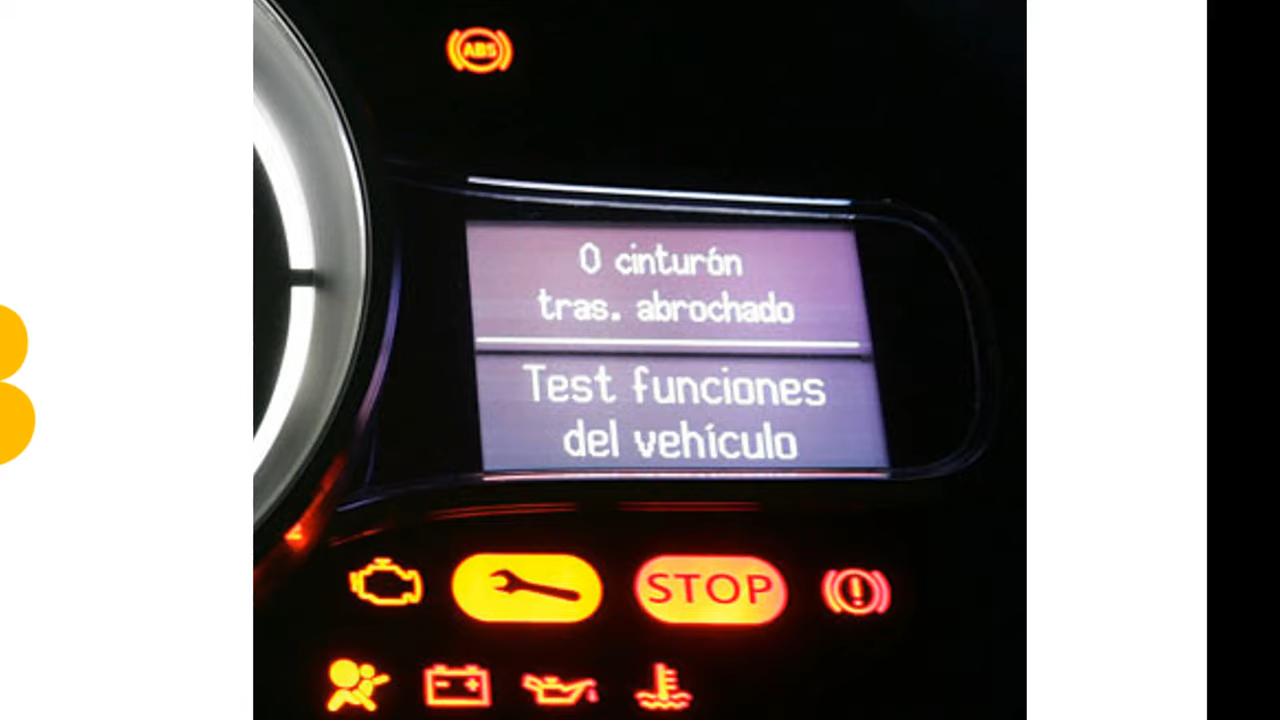 ABS
0 cinturón
tras. abrochado
Test funciones
del vehículo
STOP